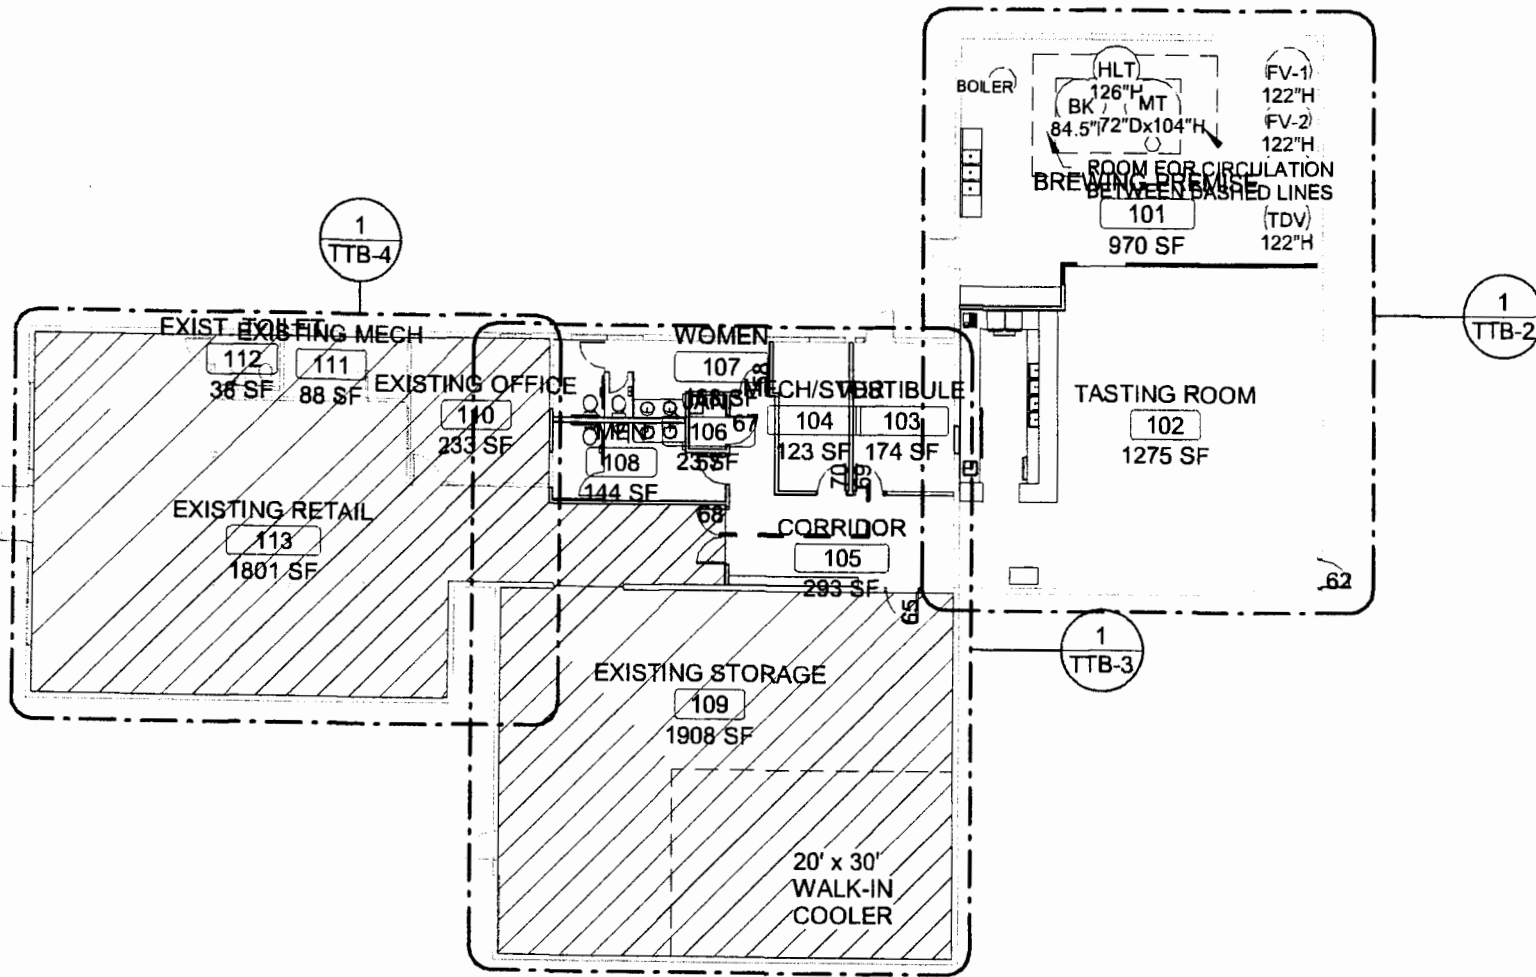 HLT
126"H
BOILER
BK
MT
84.5"
72"Dx104"H
(FV-1)
122"H
(FV-2)
122"H
ROOM FOR CIRCULATION
BETWEEN DASHED LINES
BREWING PREMISE
101
970 SF
(TDV)
122"H
1
TTB-4
1
TTB-2
EXIST TOILET
112
38 SF
EXISTING MECH
111
88 SF
EXISTING OFFICE
110
233 SF
WOMEN
107
58
JAN
106
67
57
MEN
108
144 SF
MECH/STOR
104
123 SF
VESTIBULE
103
174 SF
70
69
TASTING ROOM
102
1275 SF
EXISTING RETAIL
113
1801 SF
68
CORRIDOR
105
293 SF
65
62
1
TTB-3
EXISTING STORAGE
109
1908 SF
20' x 30'
WALK-IN
COOLER